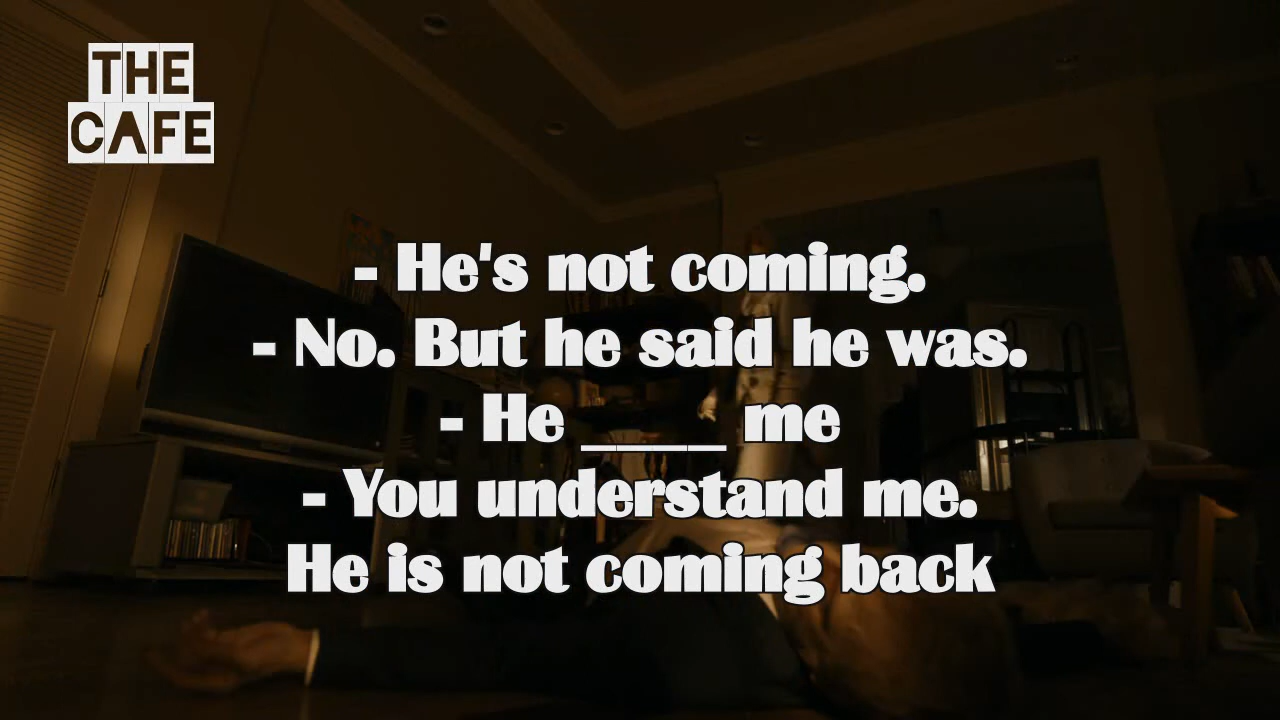 THE
CAFE
- He's not coming.
- No. But he said he was.
- He ____ me
- You understand me.
He is not coming back